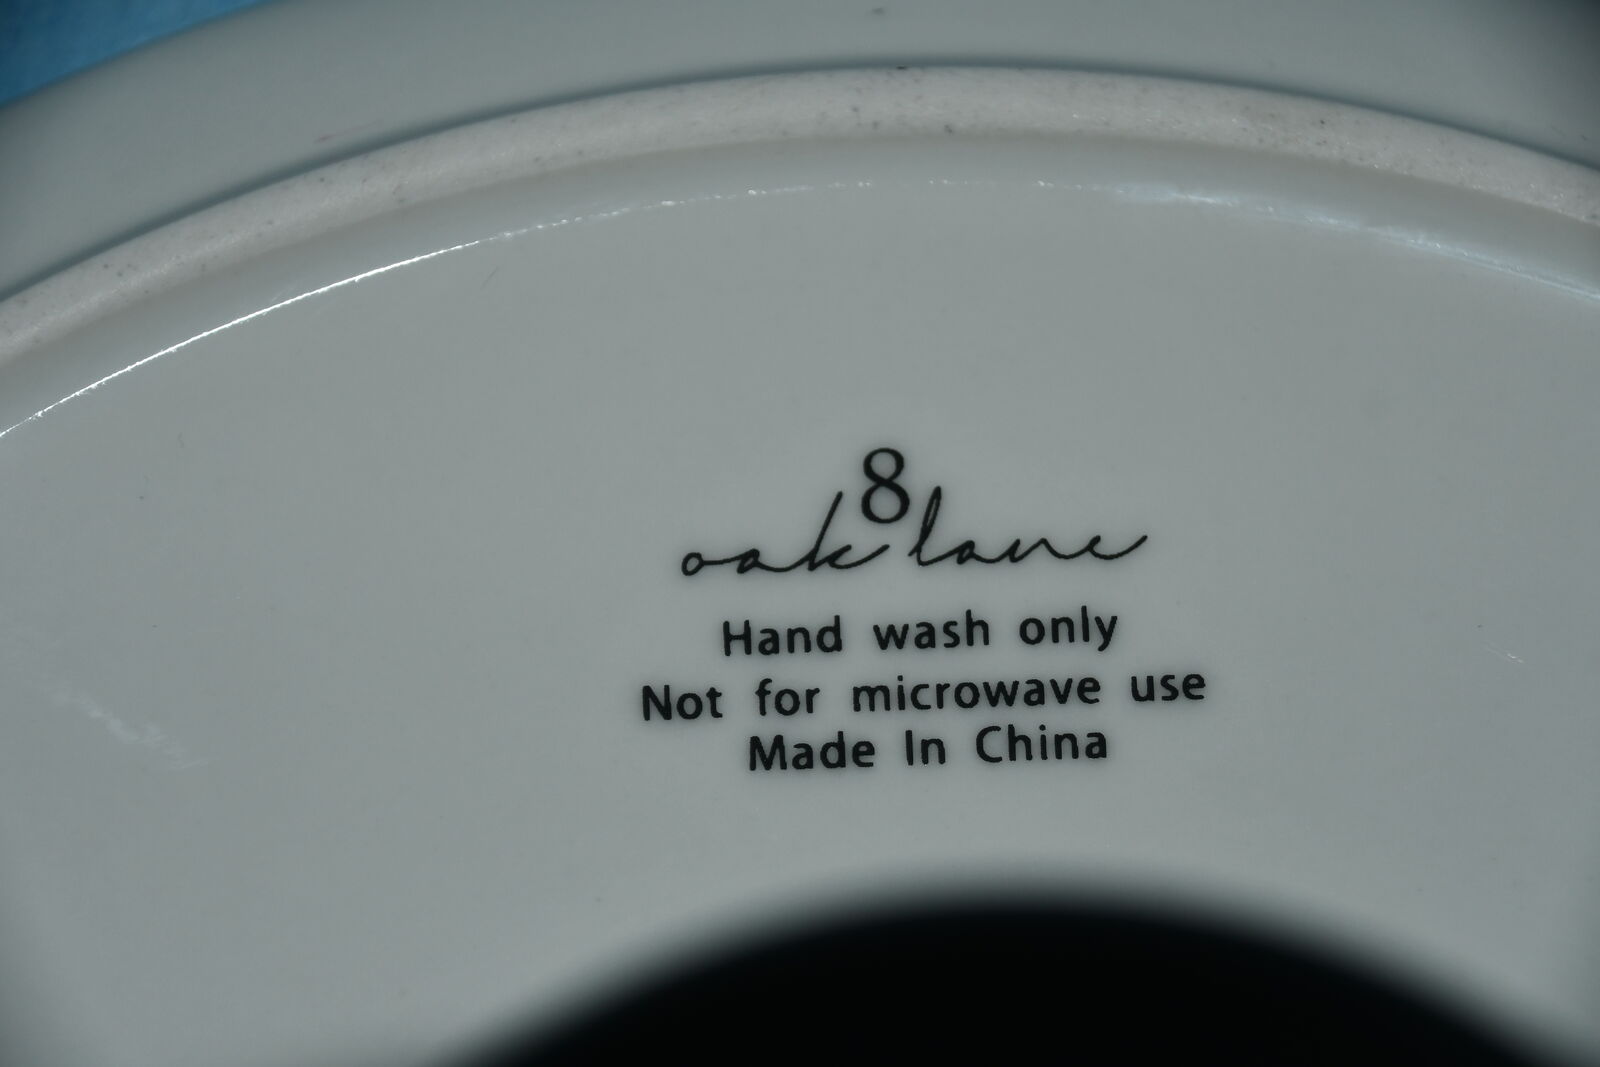 8
oak lane
Hand wash only
Not for microwave use
Made In China